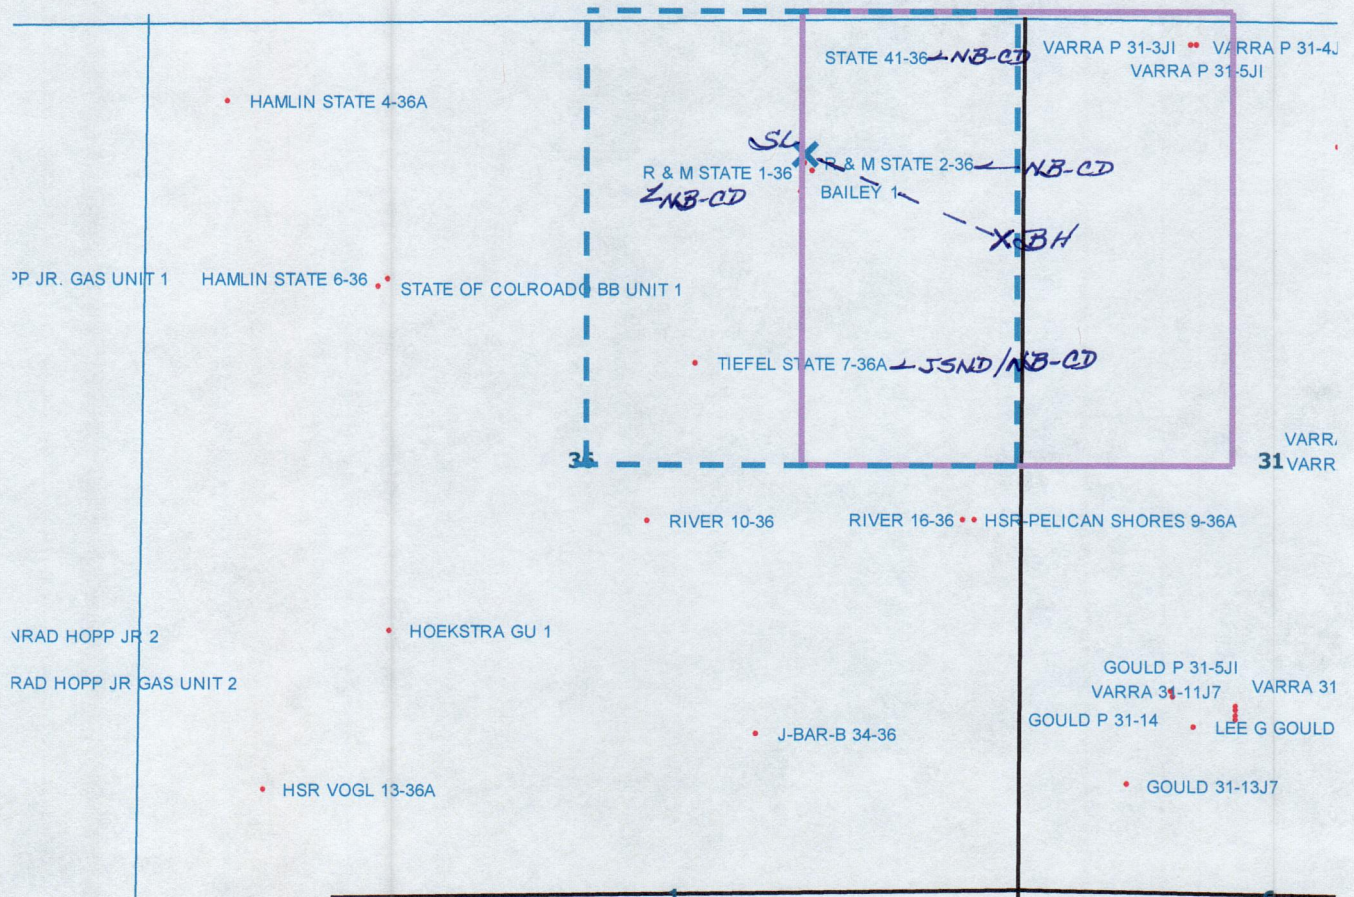 VARRA P 31-3JI
VARRA P 31-4J
STATE 41-36 NB-CD
VARRA P 31-5JI
HAMLIN STATE 4-36A
SL
R & M STATE 1-36
R & M STATE 2-36 NB-CD
NB-CD
BAILEY 1
BH
PP JR. GAS UNIT 1
HAMLIN STATE 6-36
STATE OF COLROADO BB UNIT 1
TIEFEL STATE 7-36A JSND/NB-CD
VARRA
36
31 VARR
RIVER 10-36
RIVER 16-36
HSR-PELICAN SHORES 9-36A
NRAD HOPP JR 2
HOEKSTRA GU 1
RAD HOPP JR GAS UNIT 2
GOULD P 31-5JI
VARRA 31-11J7
VARRA 31
GOULD P 31-14
LEE G GOULD
J-BAR-B 34-36
HSR VOGL 13-36A
GOULD 31-13J7